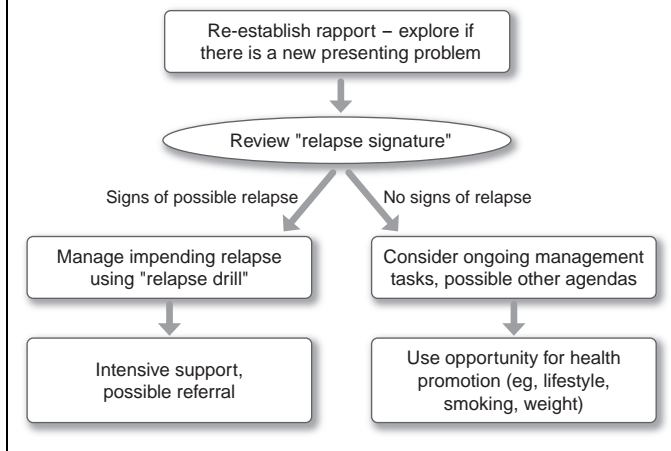 Re-establish rapport – explore if
there is a new presenting problem
Review "relapse signature"
Signs of possible relapse
No signs of relapse
Manage impending relapse
using "relapse drill"
Consider ongoing management
tasks, possible other agendas
Intensive support,
possible referral
Use opportunity for health
promotion (eg, lifestyle,
smoking, weight)